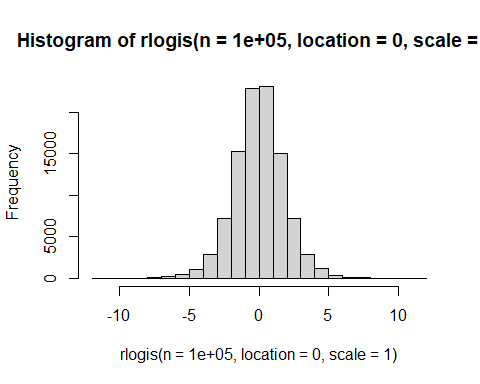 Histogram of rlogis(n = 1e+05, location = 0, scale =
Frequency
15000
5000
0
-10 -5 0 5 10
rlogis(n = 1e+05, location = 0, scale = 1)